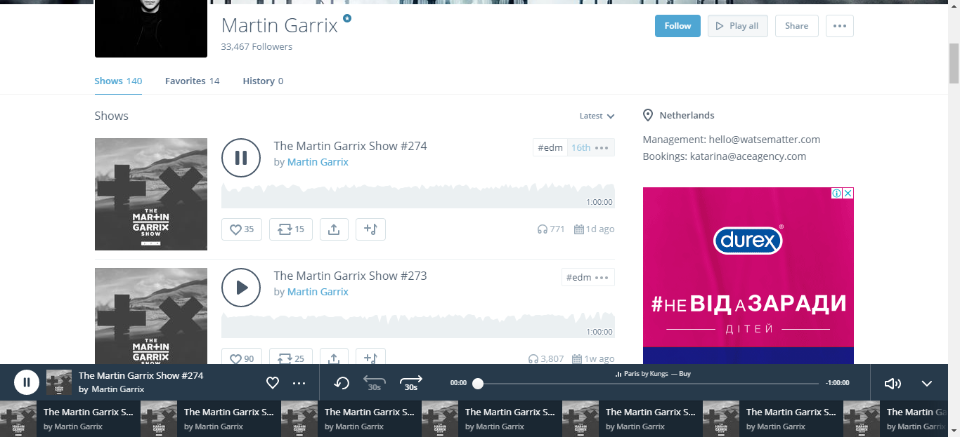 Martin Garrix
33,467 Followers
Follow
Play all
Share
Shows 140
Favorites 14
History 0
Shows
Latest
Netherlands
Management: hello@watsematter.com
Bookings: katarina@aceagency.com
THE
MAR+IN
GARRIX
SHOW
The Martin Garrix Show #274
by Martin Garrix
#edm 16th
1:00:00
35
15
771
1d ago
THE
MAR+IN
The Martin Garrix Show #273
by Martin Garrix
#edm
1:00:00
90
25
3,807
1w ago
durex
#НЕ ВІД А ЗАРАДИ
ДІТЕЙ
The Martin Garrix Show #274
by Martin Garrix
30s
30s
00:00
Paris by Kungs — Buy
-1:00:00
The Martin Garrix S...
by Martin Garrix
The Martin Garrix S...
by Martin Garrix
The Martin Garrix S...
by Martin Garrix
The Martin Garrix S...
by Martin Garrix
The Martin Garrix S...
by Martin Garrix
The Martin Garrix S...
by Martin Garrix
The Martin G
by Martin Garri